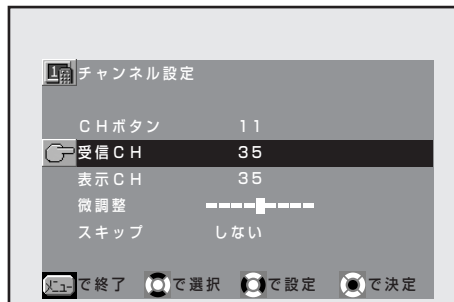 1 チャンネル設定
CHボタン 11
受信CH 35
表示CH 35
微調整
スキップ しない
メニューで終了 で選択 で設定 で決定